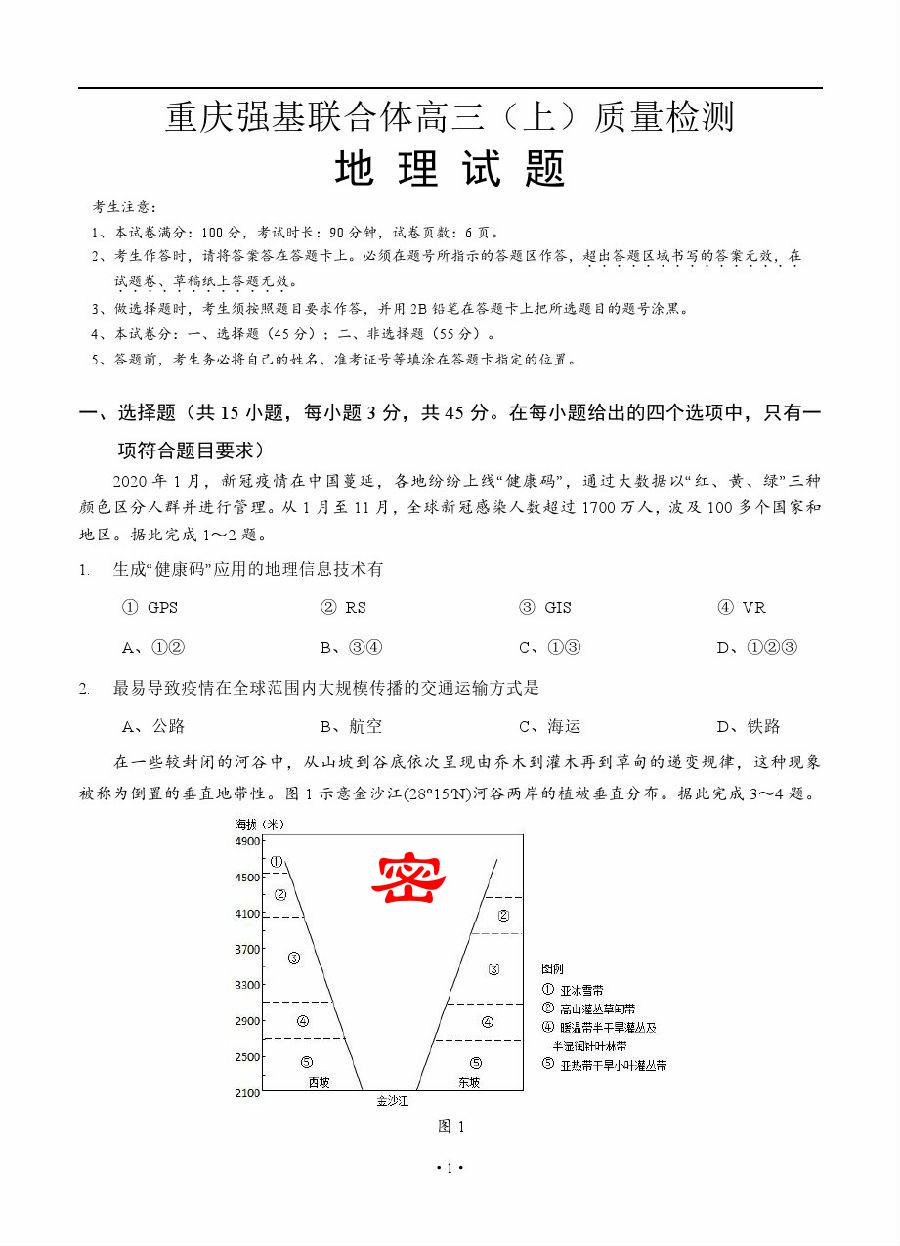 重庆强基联合体高三（上）质量检测
地 理 试 题
考生注意：
1、本试卷满分：100 分，考试时长：90 分钟，试卷页数：6 页。
2、考生作答时，请将答案答在答题卡上。必须在题号所指示的答题区作答，超出答题区域书写的答案无效，在
试题卷、草稿纸上答题无效。
3、做选择题时，考生须按照题目要求作答，并用 2B 铅笔在答题卡上把所选题目的题号涂黑。
4、本试卷分：一、选择题（45 分）；二、非选择题（55 分）。
5、答题前，考生务必将自己的姓名、准考证号等填涂在答题卡指定的位置。
一、选择题（共 15 小题，每小题 3 分，共 45 分。在每小题给出的四个选项中，只有一
项符合题目要求）
2020 年 1 月，新冠疫情在中国蔓延，各地纷纷上线“健康码”，通过大数据以“红、黄、绿”三种
颜色区分人群并进行管理。从 1 月至 11 月，全球新冠感染人数超过 1700 万人，波及 100 多个国家和
地区。据此完成 1～2 题。
1. 生成“健康码”应用的地理信息技术有
① GPS ② RS ③ GIS ④ VR
A、①② B、③④ C、①③ D、①②③
2. 最易导致疫情在全球范围内大规模传播的交通运输方式是
A、公路 B、航空 C、海运 D、铁路
在一些较封闭的河谷中，从山坡到谷底依次呈现由乔木到灌木再到草甸的递变规律，这种现象
被称为倒置的垂直地带性。图 1 示意金沙江(28°15′N)河谷两岸的植被垂直分布。据此完成 3～4 题。
海拔（米）
4900
①
4500
②
4100
②
3700
③ ③
3300
2900
④ ④
2500
⑤ ⑤
西坡 东坡
2100
金沙江
密
图例
① 亚冰雪带
② 高山灌丛草甸带
④ 暖温带半干旱灌丛及
半湿润针叶林带
⑤ 亚热带干旱小叶灌丛带
图 1
• 1 •